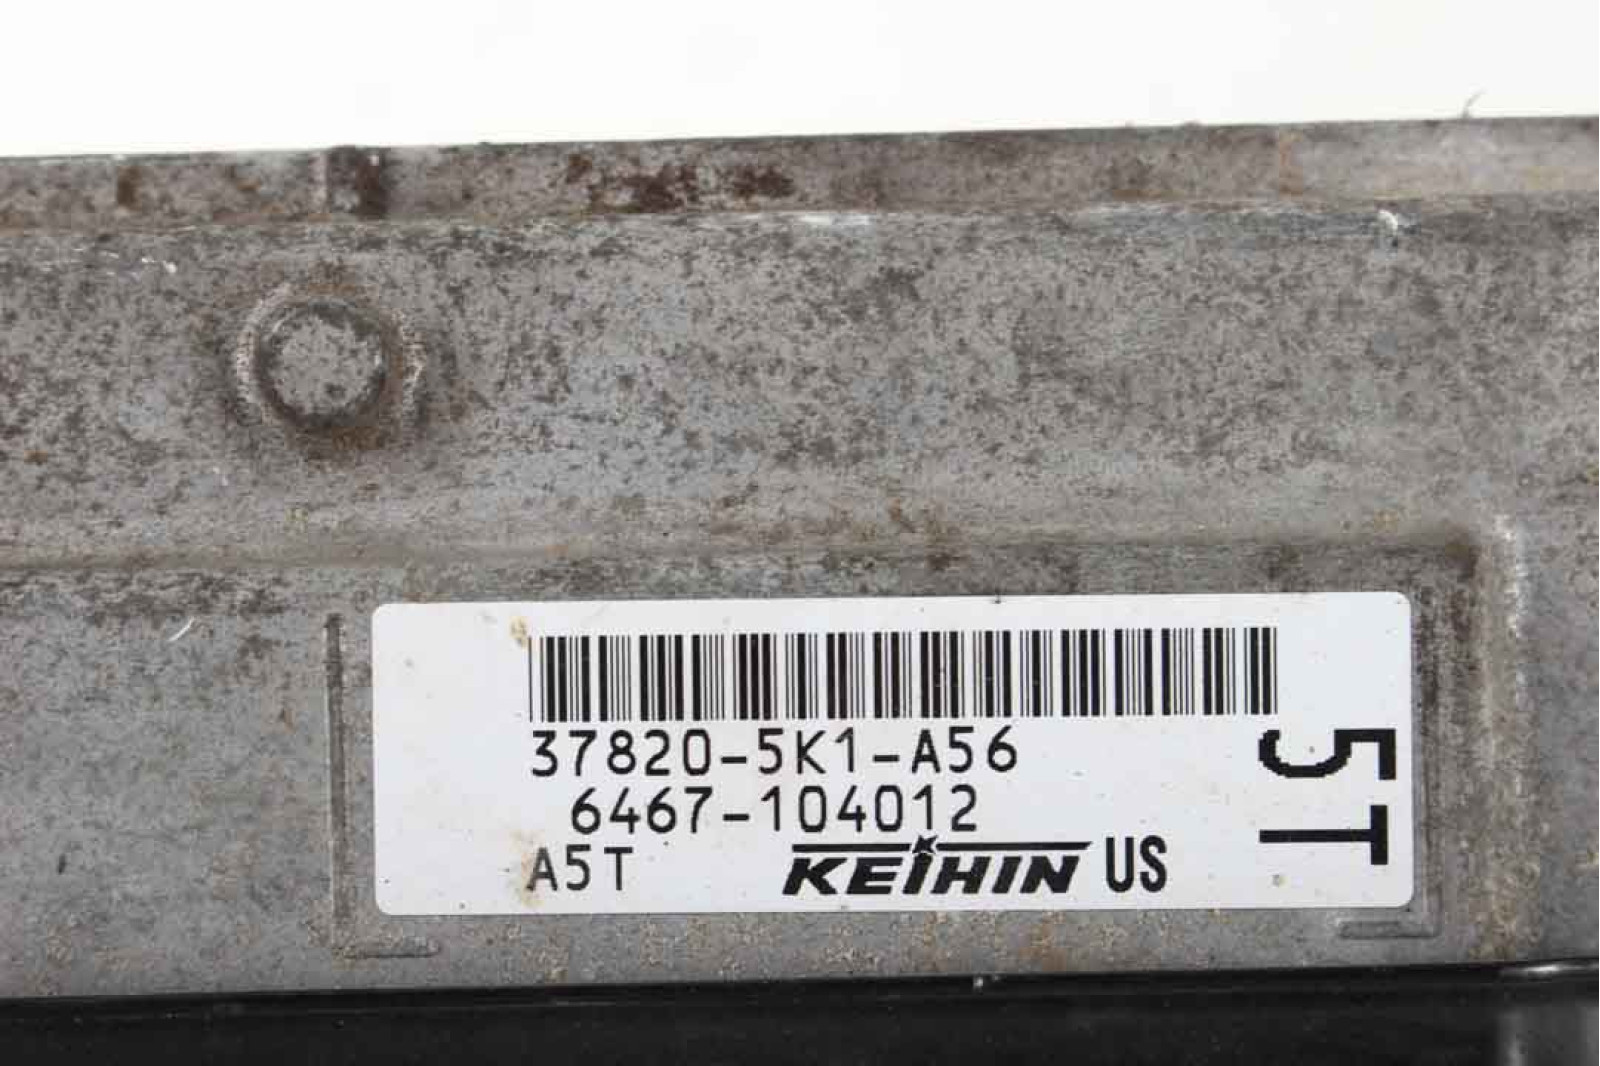 37820-5K1-A56
6467-104012
A5T KEIHIN US
5T